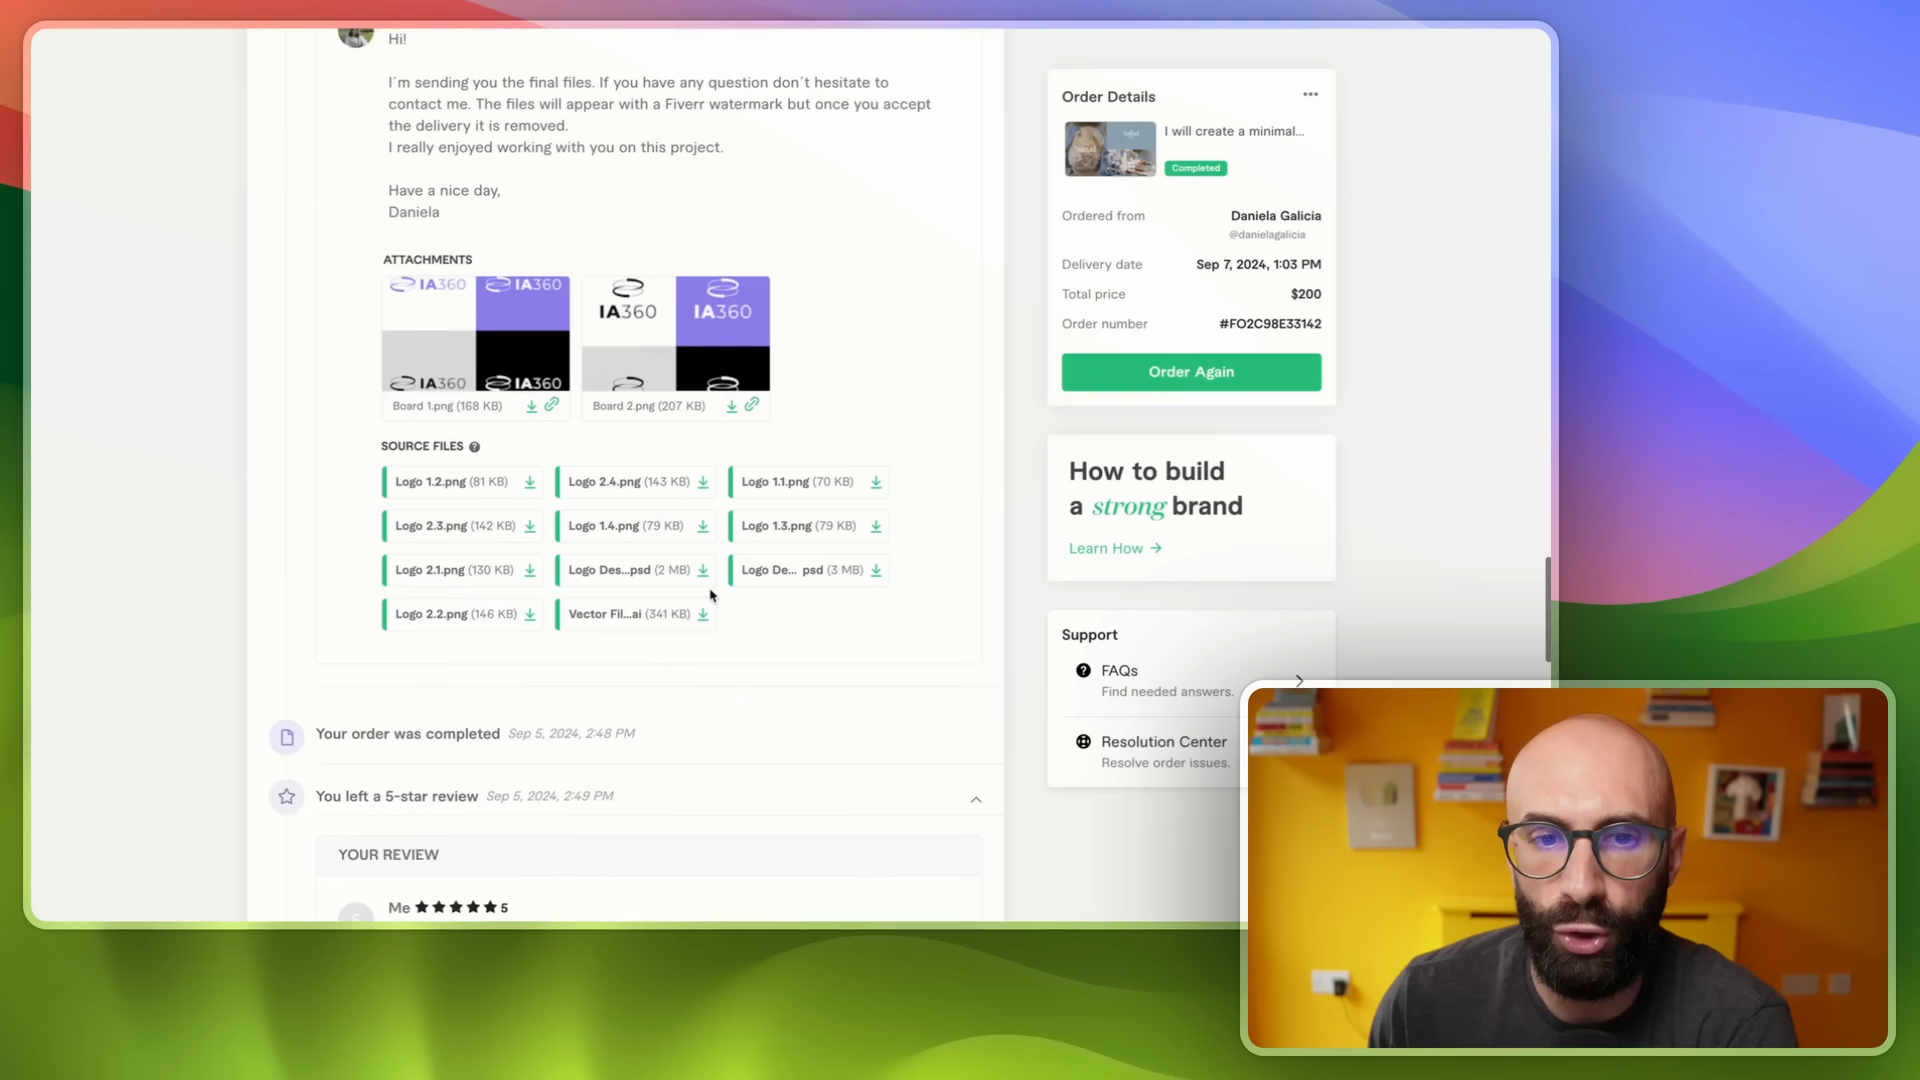 Hi!
I´m sending you the final files. If you have any question don´t hesitate to
contact me. The files will appear with a Fiverr watermark but once you accept
the delivery it is removed.
I really enjoyed working with you on this project.
Have a nice day,
Daniela
ATTACHMENTS
IA360 IA360
IA360 IA360
Board 1.png (168 KB)
IA360 IA360
Board 2.png (207 KB)
SOURCE FILES ?
Logo 1.2.png (81 KB) Logo 2.4.png (143 KB) Logo 1.1.png (70 KB)
Logo 2.3.png (142 KB) Logo 1.4.png (79 KB) Logo 1.3.png (79 KB)
Logo 2.1.png (130 KB) Logo Des...psd (2 MB) Logo De... psd (3 MB)
Logo 2.2.png (146 KB) Vector Fil...ai (341 KB)
Your order was completed Sep 5, 2024, 2:48 PM
You left a 5-star review Sep 5, 2024, 2:49 PM
YOUR REVIEW
Me ★★★★★ 5
Order Details
I will create a minimal...
Completed
Ordered from Daniela Galicia
@danielagalicia
Delivery date Sep 7, 2024, 1:03 PM
Total price $200
Order number #FO2C98E33142
Order Again
How to build
a strong brand
Learn How →
Support
FAQs
Find needed answers.
Resolution Center
Resolve order issues.